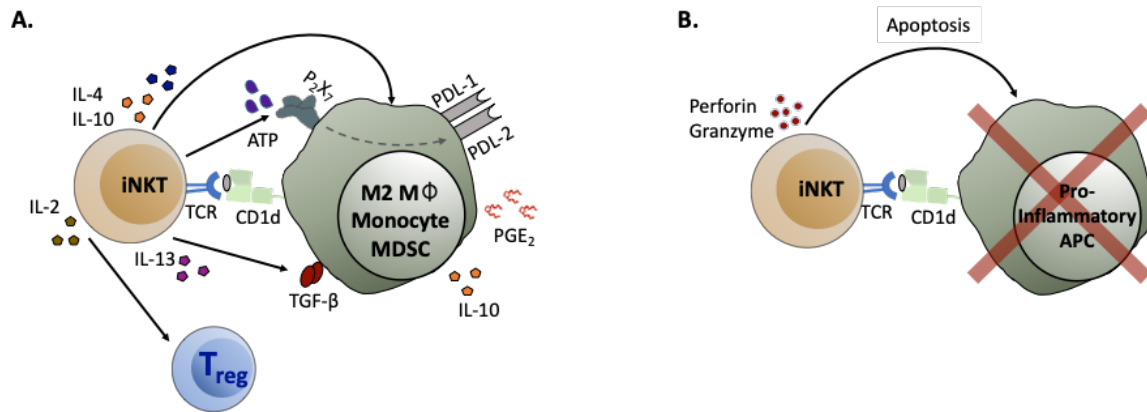 A.
IL-4
IL-10
ATP
P₂X₇
PDL-1
PDL-2
iNKT
TCR
CD1d
M2 MΦ
Monocyte
MDSC
IL-2
IL-13
TGF-β
PGE₂
IL-10
Treg
B.
Apoptosis
Perforin
Granzyme
iNKT
TCR
CD1d
Pro-
Inflammatory
APC